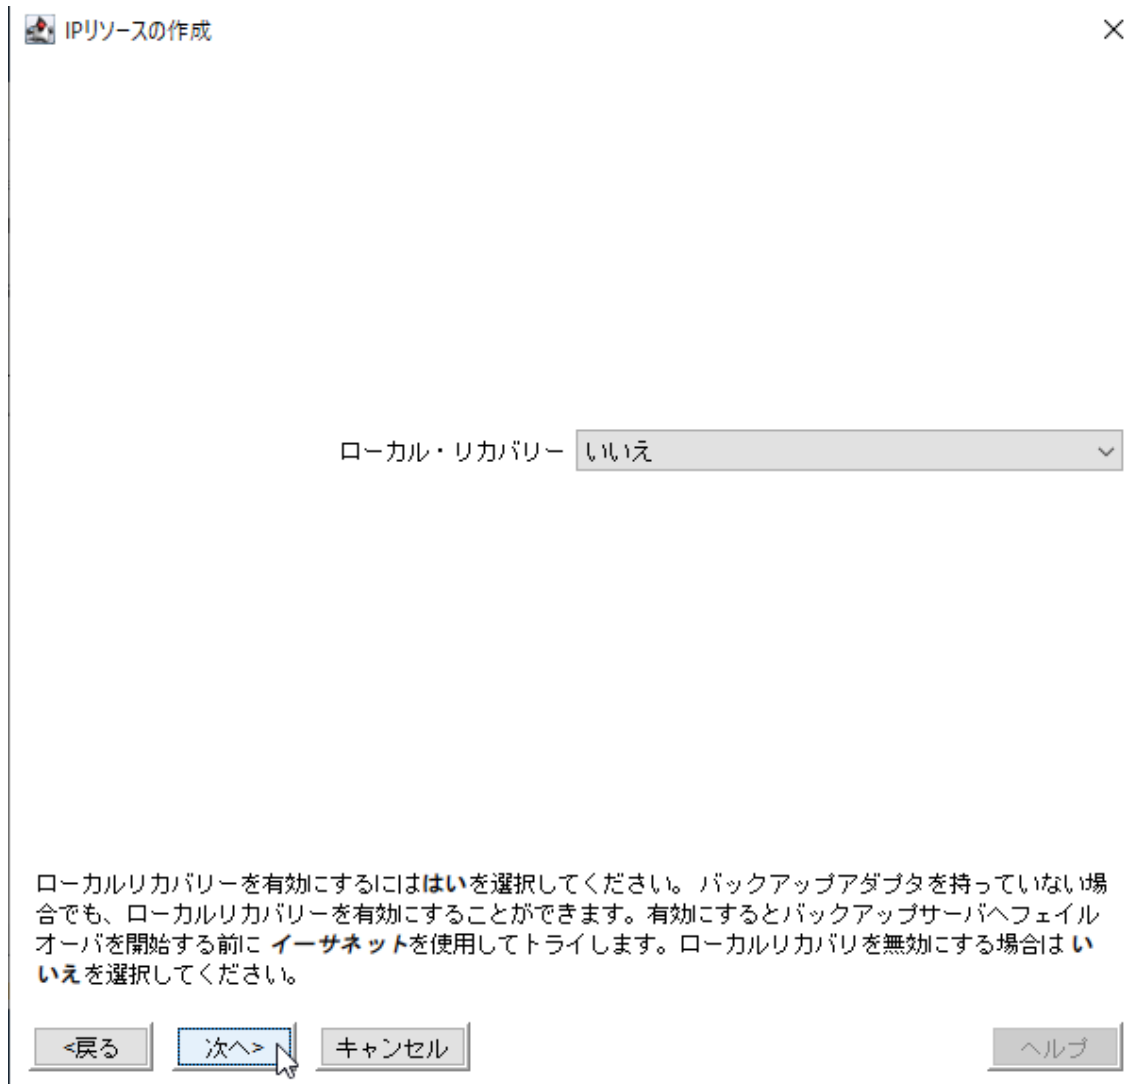 IPリソースの作成
ローカル・リカバリー いいえ
ローカルリカバリーを有効にするにははいを選択してください。 バックアップアダプタを持っていない場
合でも、ローカルリカバリーを有効にすることができます。有効にするとバックアップサーバへフェイル
オーバを開始する前に イーサネットを使用してトライします。ローカルリカバリを無効にする場合は い
いえを選択してください。
<戻る 次へ> キャンセル ヘルプ